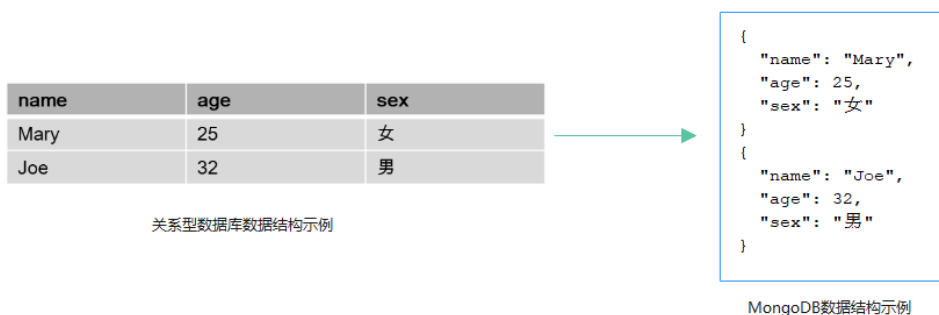 name age sex
Mary 25 女
Joe 32 男
关系型数据库数据结构示例
{
"name": "Mary",
"age": 25,
"sex": "女"
}
{
"name": "Joe",
"age": 32,
"sex": "男"
}
MongoDB数据结构示例